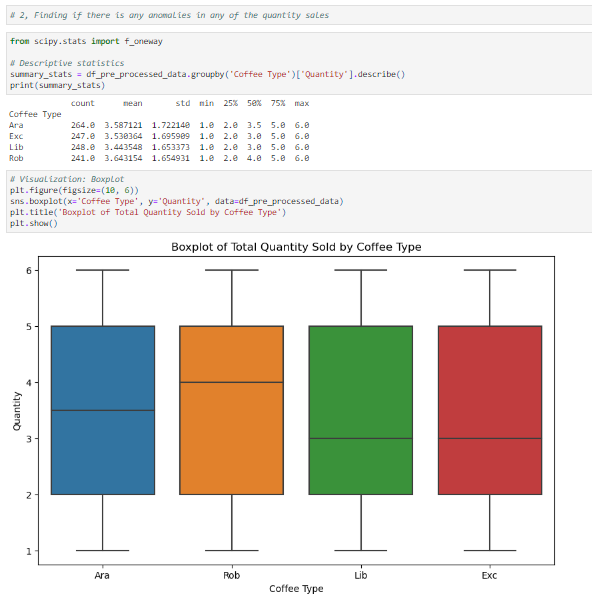 # 2, Finding if there is any anomalies in any of the quantity sales
from scipy.stats import f_oneway
# Descriptive statistics
summary_stats = df_pre_processed_data.groupby('Coffee Type')['Quantity'].describe()
print(summary_stats)
count mean std min 25% 50% 75% max
Coffee Type
Ara 264.0 3.587121 1.722140 1.0 2.0 3.5 5.0 6.0
Exc 247.0 3.530364 1.695909 1.0 2.0 3.0 5.0 6.0
Lib 248.0 3.443548 1.653373 1.0 2.0 3.0 5.0 6.0
Rob 241.0 3.643154 1.654931 1.0 2.0 4.0 5.0 6.0
# Visualization: Boxplot
plt.figure(figsize=(10, 6))
sns.boxplot(x='Coffee Type', y='Quantity', data=df_pre_processed_data)
plt.title('Boxplot of Total Quantity Sold by Coffee Type')
plt.show()
Boxplot of Total Quantity Sold by Coffee Type
6
5
4
3
2
1
Quantity
Ara Rob Lib Exc
Coffee Type